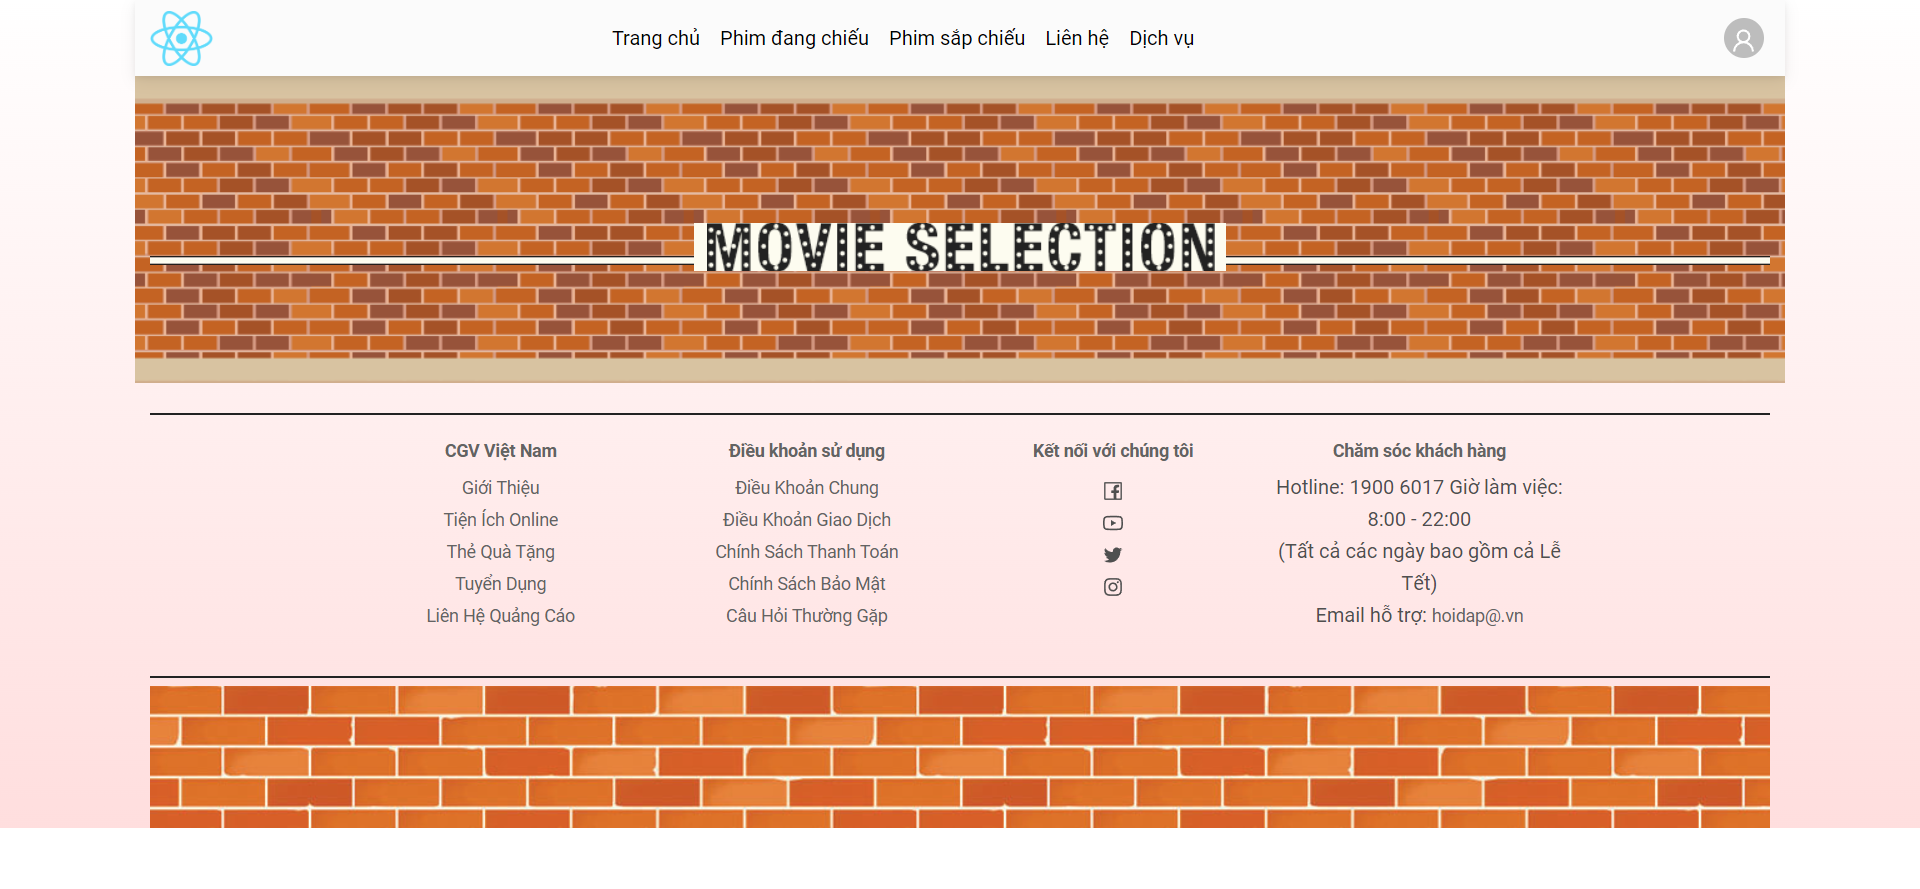 Trang chủ Phim đang chiếu Phim sắp chiếu Liên hệ Dịch vụ
MOVIE SELECTION
CGV Việt Nam
Giới Thiệu
Tiện Ích Online
Thẻ Quà Tặng
Tuyển Dụng
Liên Hệ Quảng Cáo
Điều khoản sử dụng
Điều Khoản Chung
Điều Khoản Giao Dịch
Chính Sách Thanh Toán
Chính Sách Bảo Mật
Câu Hỏi Thường Gặp
Kết nối với chúng tôi
Chăm sóc khách hàng
Hotline: 1900 6017 Giờ làm việc:
8:00 - 22:00
(Tất cả các ngày bao gồm cả Lễ
Tết)
Email hỗ trợ: hoidap@.vn